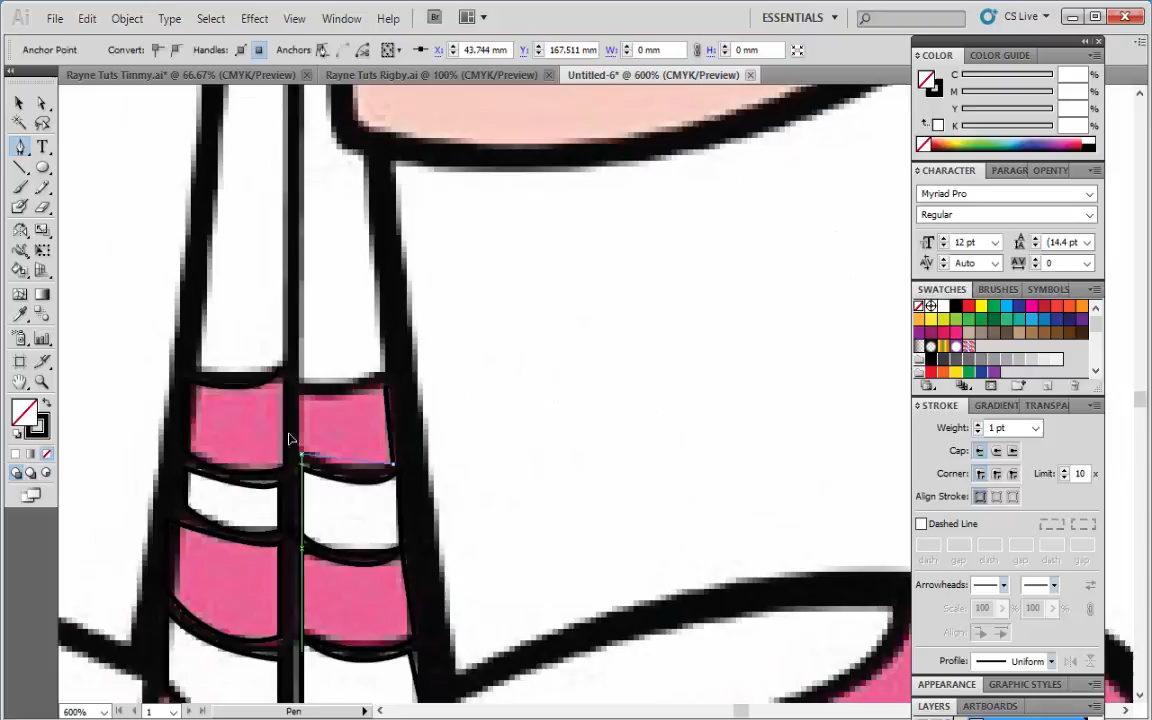 Ai File Edit Object Type Select Effect View Window Help Br ESSENTIALS CS Live
Anchor Point Convert: Handles: Anchors: X: 43.744 mm Y: 167.511 mm W: 0 mm H: 0 mm
Rayne Tuts Timmy.ai* @ 66.67% (CMYK/Preview) Rayne Tuts Rigby.ai @ 100% (CMYK/Preview) Untitled-6* @ 600% (CMYK/Preview)
COLOR COLOR GUIDE
C %
M %
Y %
K %
CHARACTER PARAGR OPENTY
Myriad Pro
Regular
12 pt (14.4 pt
Auto 0
SWATCHES BRUSHES SYMBOLS
STROKE GRADIENT TRANSPA
Weight: 1 pt
Cap:
Corner: Limit: 10 x
Align Stroke:
Dashed Line
dash gap dash gap dash gap
Arrowheads:
Scale: 100 % 100 %
Align:
Profile: Uniform
APPEARANCE GRAPHIC STYLES
LAYERS ARTBOARDS
600% 1 Pen